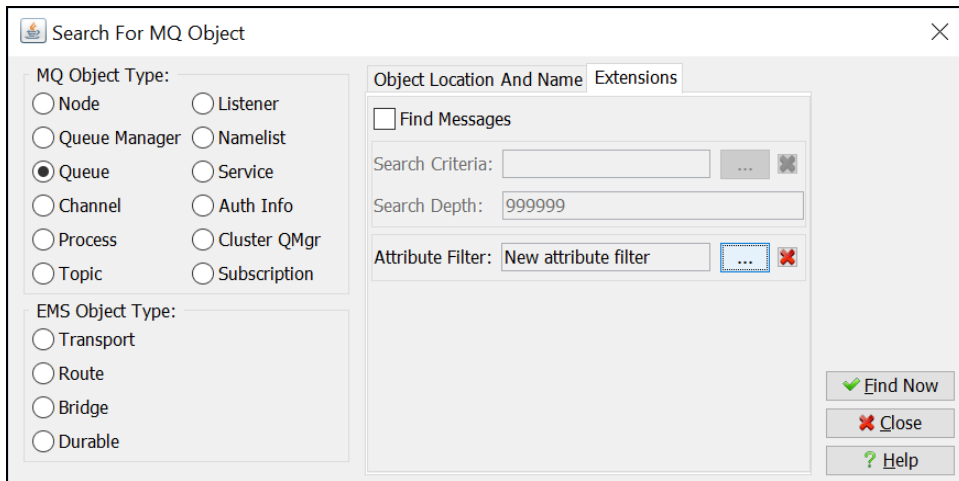 Search For MQ Object
MQ Object Type:
Node
Listener
Queue Manager
Namelist
Queue
Service
Channel
Auth Info
Process
Cluster QMgr
Topic
Subscription
EMS Object Type:
Transport
Route
Bridge
Durable
Object Location And Name
Extensions
Find Messages
Search Criteria:
...
Search Depth: 999999
Attribute Filter: New attribute filter ...
Find Now
Close
? Help